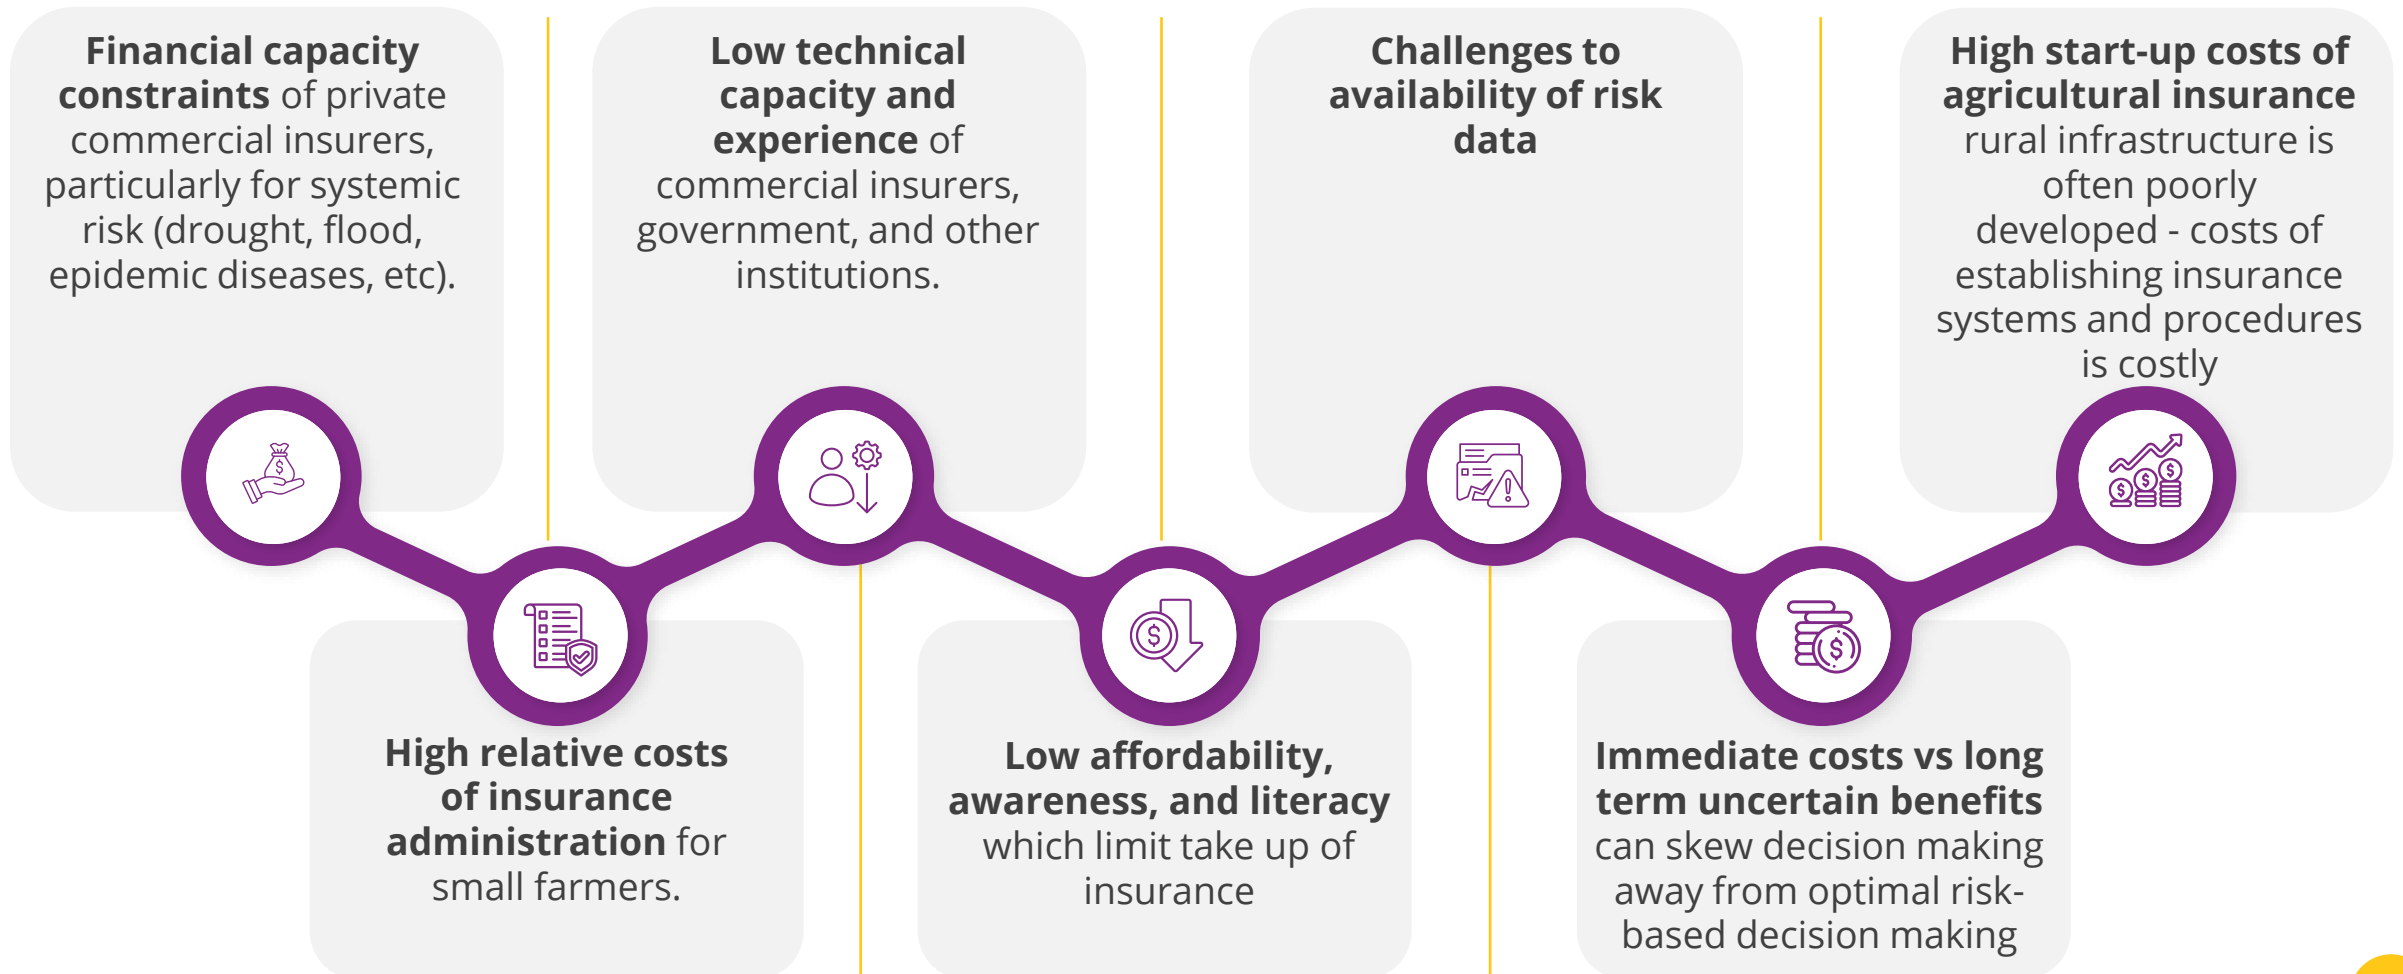 Financial capacity
constraints of private
commercial insurers,
particularly for systemic
risk (drought, flood,
epidemic diseases, etc).
High relative costs
of insurance
administration for
small farmers.
Low technical
capacity and
experience of
commercial insurers,
government, and other
institutions.
Low affordability,
awareness, and literacy
which limit take up of
insurance
Challenges to
availability of risk
data
Immediate costs vs long
term uncertain benefits
can skew decision making
away from optimal risk-
based decision making
High start-up costs of
agricultural insurance
rural infrastructure is
often poorly
developed - costs of
establishing insurance
systems and procedures
is costly